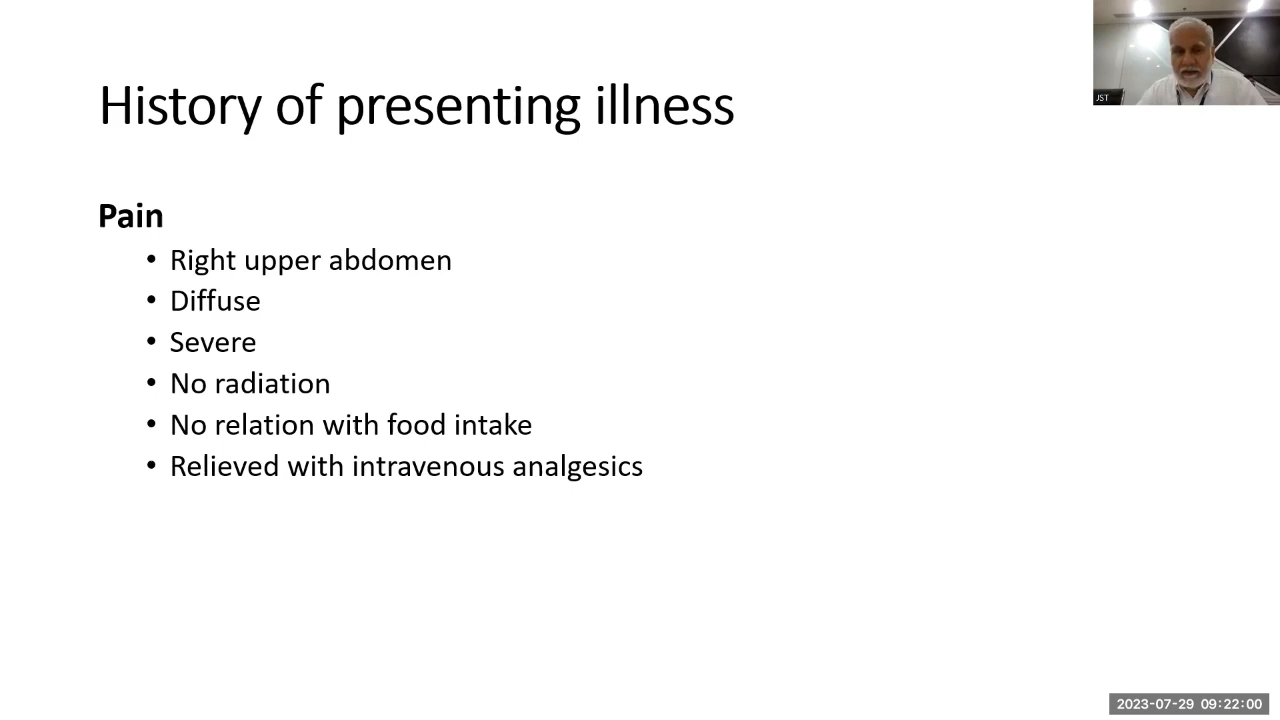 JST
History of presenting illness
Pain
• Right upper abdomen
• Diffuse
• Severe
• No radiation
• No relation with food intake
• Relieved with intravenous analgesics
2023-07-29 09:22:00